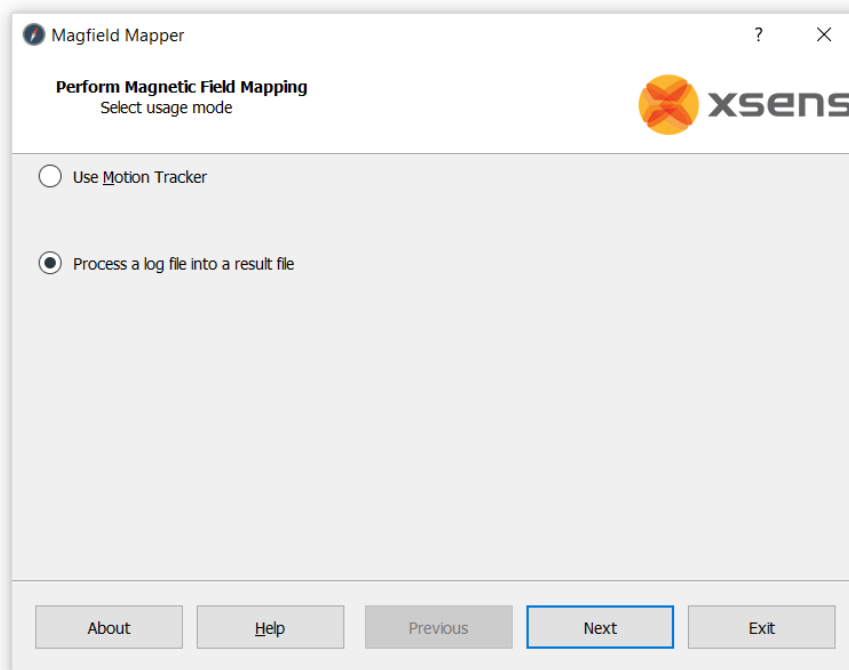 Magfield Mapper
?
Perform Magnetic Field Mapping
Select usage mode
xsens
Use Motion Tracker
Process a log file into a result file
About
Help
Previous
Next
Exit